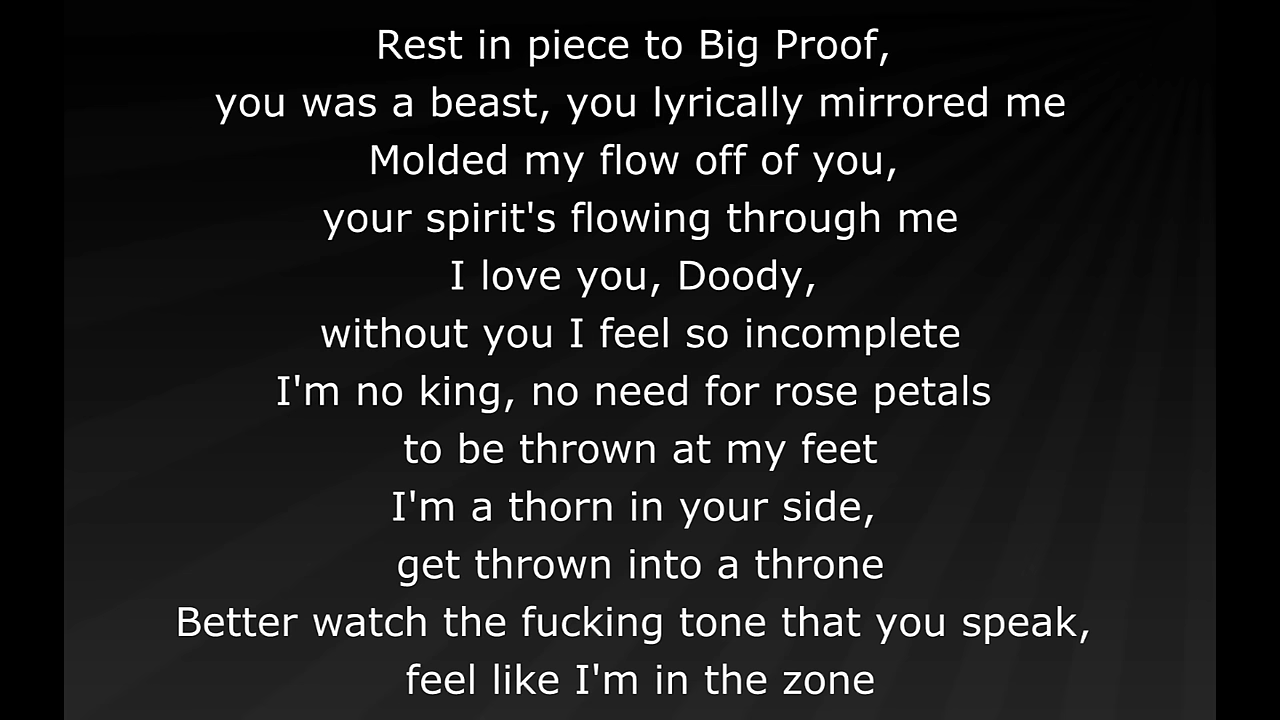 Rest in piece to Big Proof,
you was a beast, you lyrically mirrored me
Molded my flow off of you,
your spirit's flowing through me
I love you, Doody,
without you I feel so incomplete
I'm no king, no need for rose petals
to be thrown at my feet
I'm a thorn in your side,
get thrown into a throne
Better watch the fucking tone that you speak,
feel like I'm in the zone